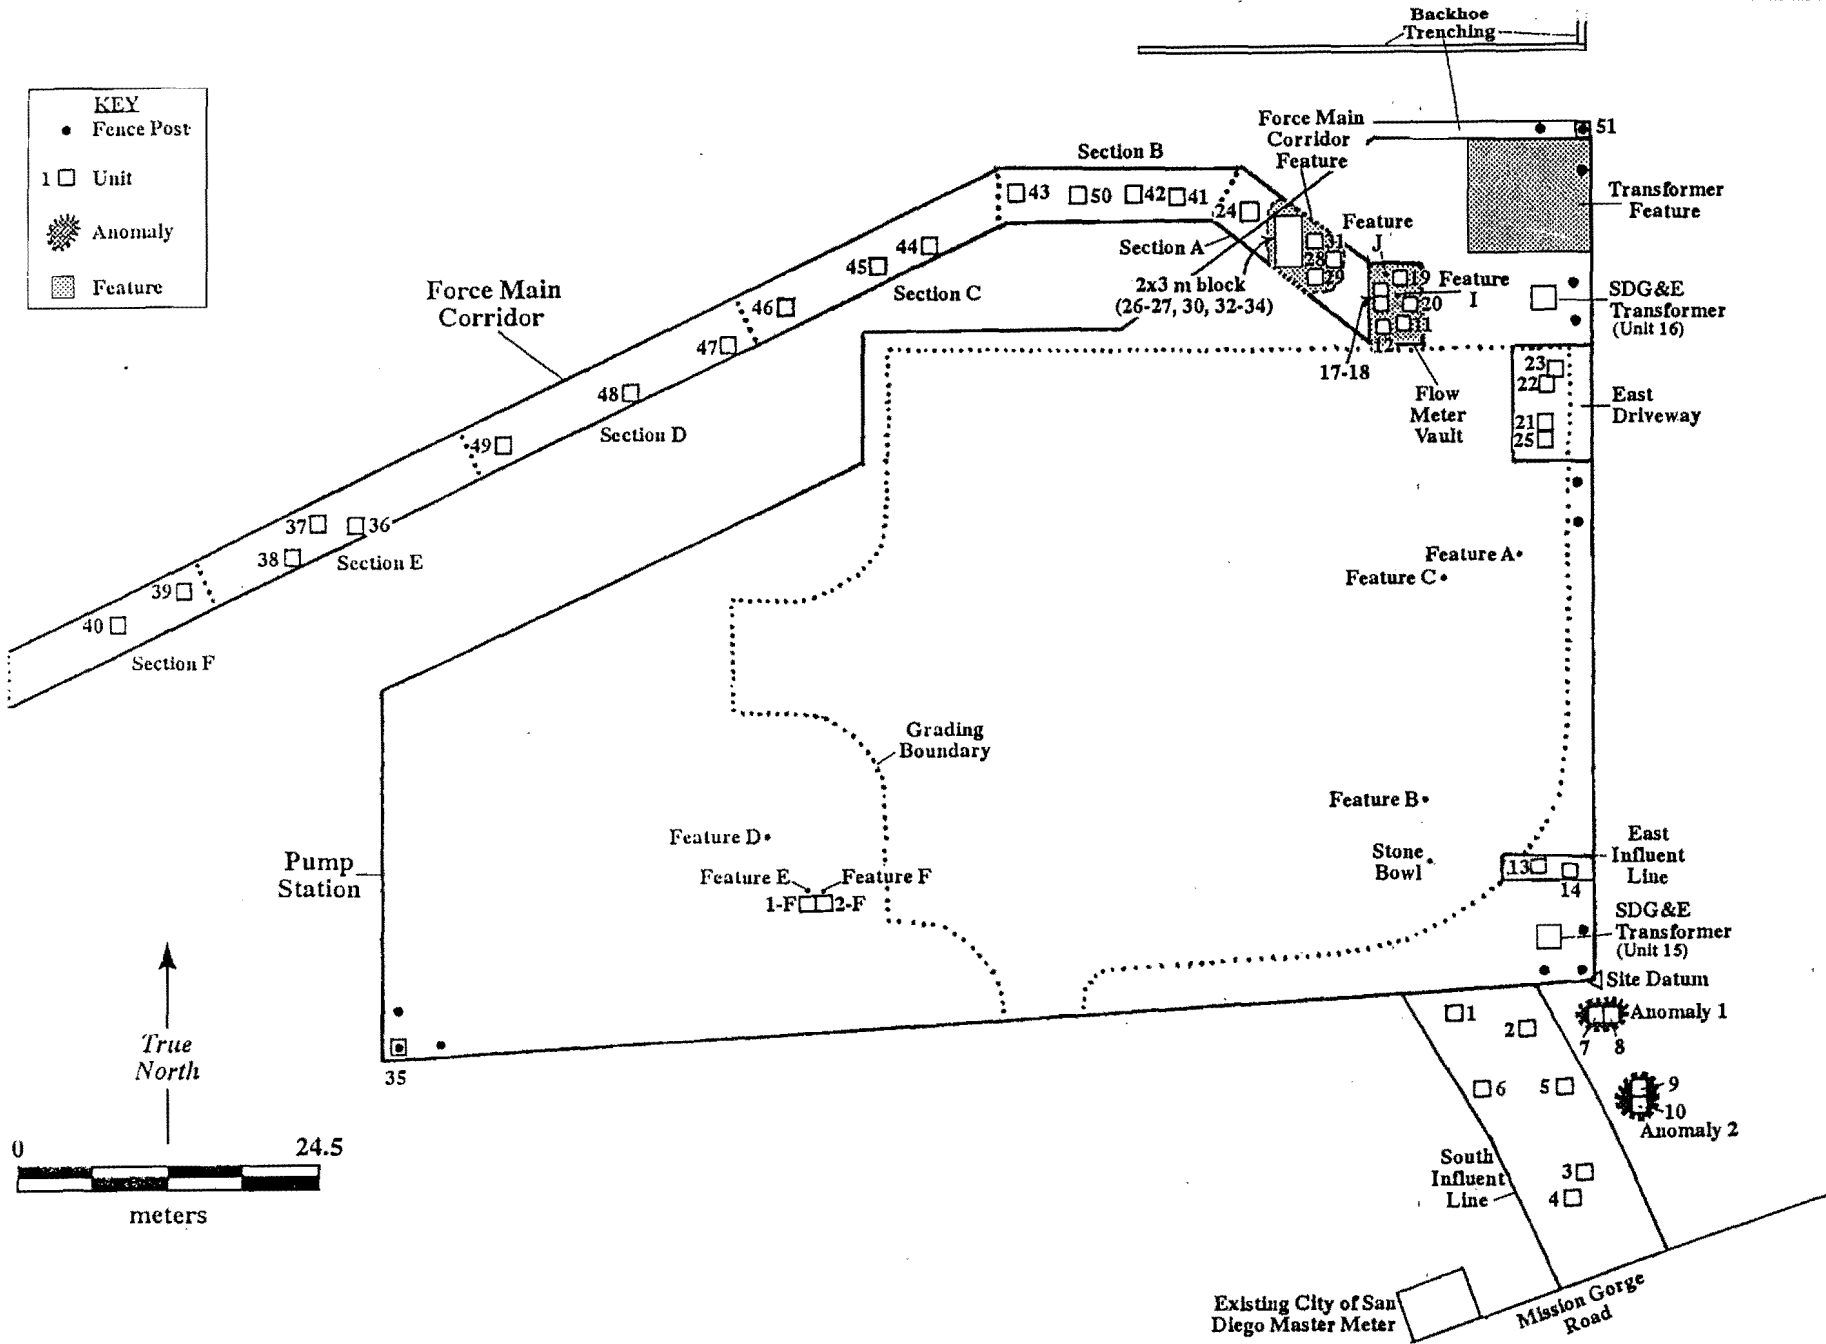 Backhoe
Trenching
KEY
Fence Post
1 Unit
Anomaly
Feature
Force Main
Corridor
Feature
51
Section B
43
50
42
41
24
Transformer
Feature
Feature
J
31
28
29
Section A
2x3 m block
(26-27, 30, 32-34)
19
Feature
I
20
11
12
17-18
SDG&E
Transformer
(Unit 16)
44
45
Section C
Force Main
Corridor
46
47
48
Section D
49
Flow
Meter
Vault
23
22
21
25
East
Driveway
37
36
38
Section E
39
40
Section F
Feature A
Feature C
Grading
Boundary
Feature B
Feature D
Stone
Bowl
East
Influent
Line
13
14
Pump
Station
Feature E
Feature F
1-F
2-F
SDG&E
Transformer
(Unit 15)
Site Datum
35
True
North
1
2
Anomaly 1
7
8
6
5
9
10
Anomaly 2
0
24.5
meters
South
Influent
Line
3
4
Existing City of San
Diego Master Meter
Mission Gorge
Road